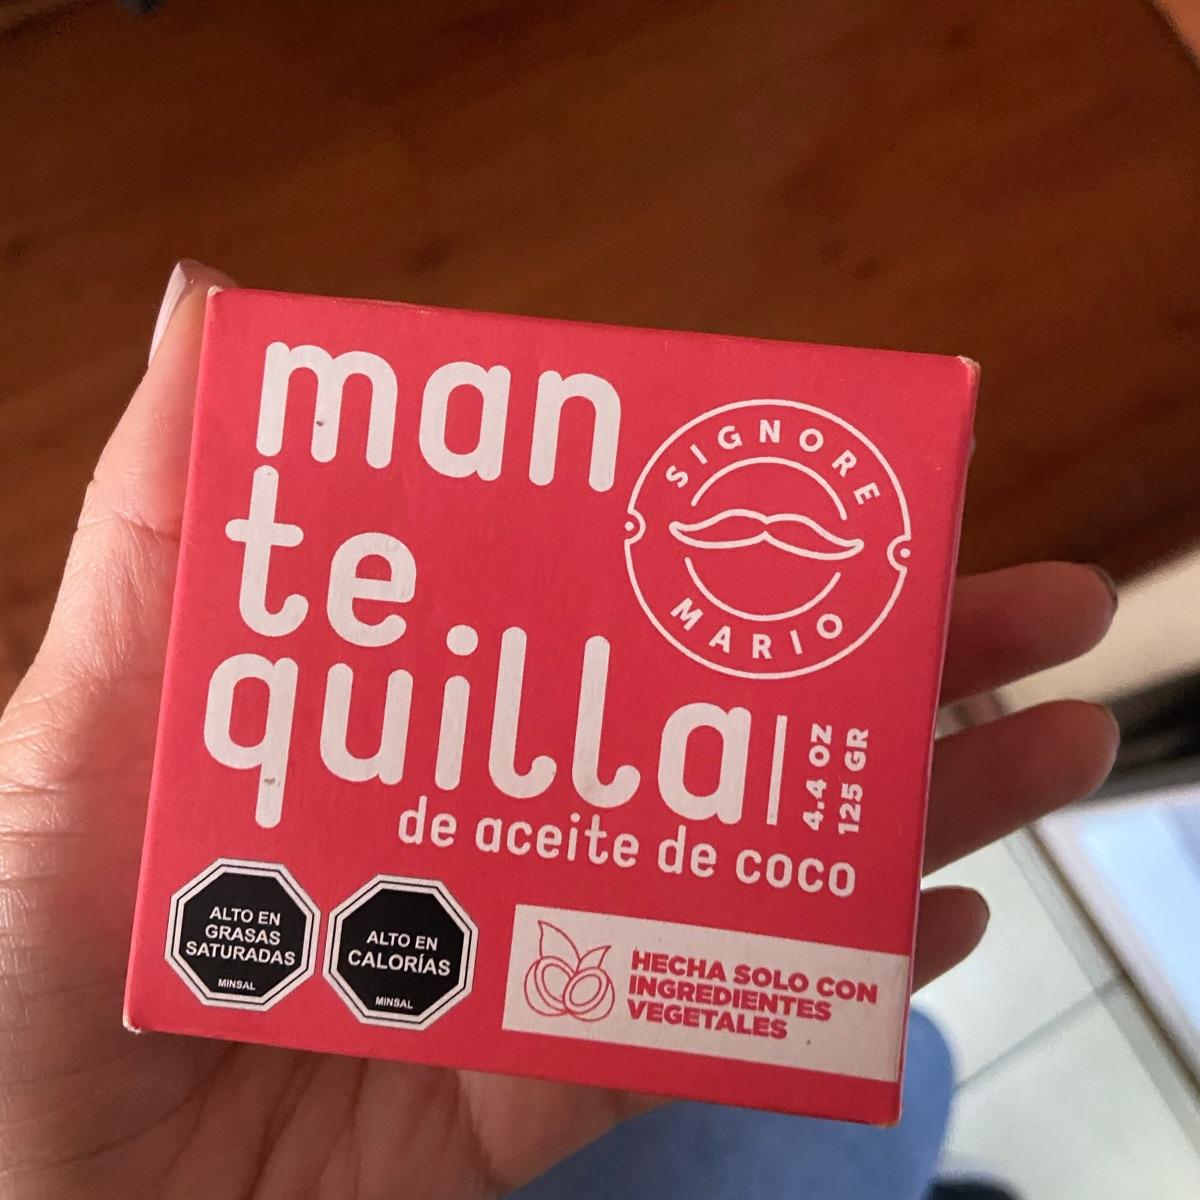 man
te
quilla
de aceite de coco
SIGNORE
MARIO
4.4 OZ
125 GR
ALTO EN
GRASAS
SATURADAS
MINSAL
ALTO EN
CALORÍAS
MINSAL
HECHA SOLO CON
INGREDIENTES
VEGETALES